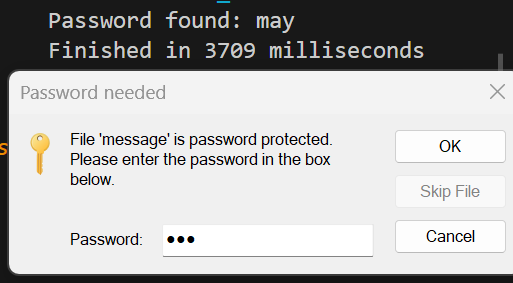 Password found: may
Finished in 3709 milliseconds
Password needed
File 'message' is password protected.
Please enter the password in the box
below.
OK
Skip File
Password: •••
Cancel